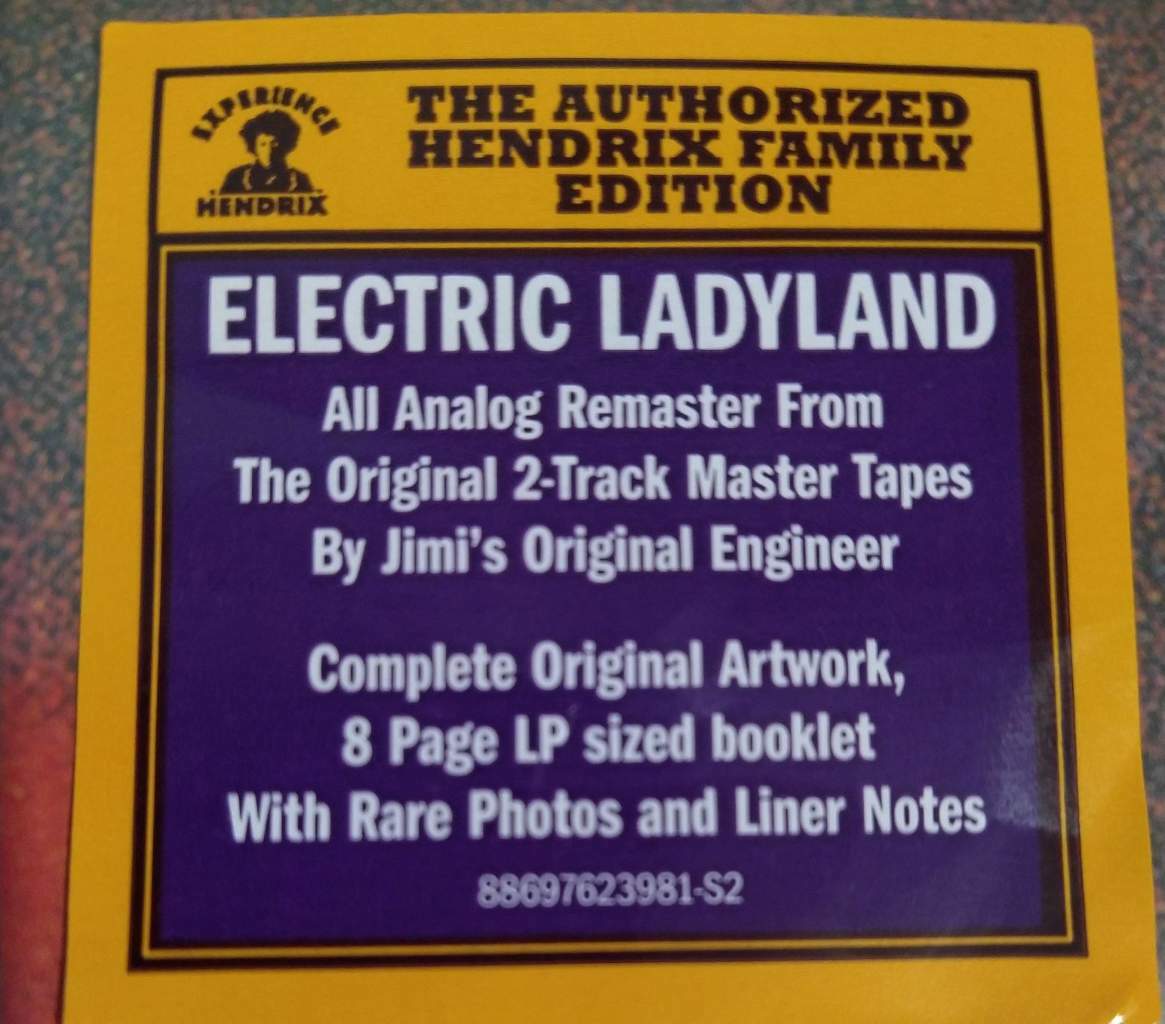 EXPERIENCE
HENDRIX
THE AUTHORIZED
HENDRIX FAMILY
EDITION
ELECTRIC LADYLAND
All Analog Remaster From
The Original 2-Track Master Tapes
By Jimi's Original Engineer
Complete Original Artwork,
8 Page LP sized booklet
With Rare Photos and Liner Notes
88697623981-S2